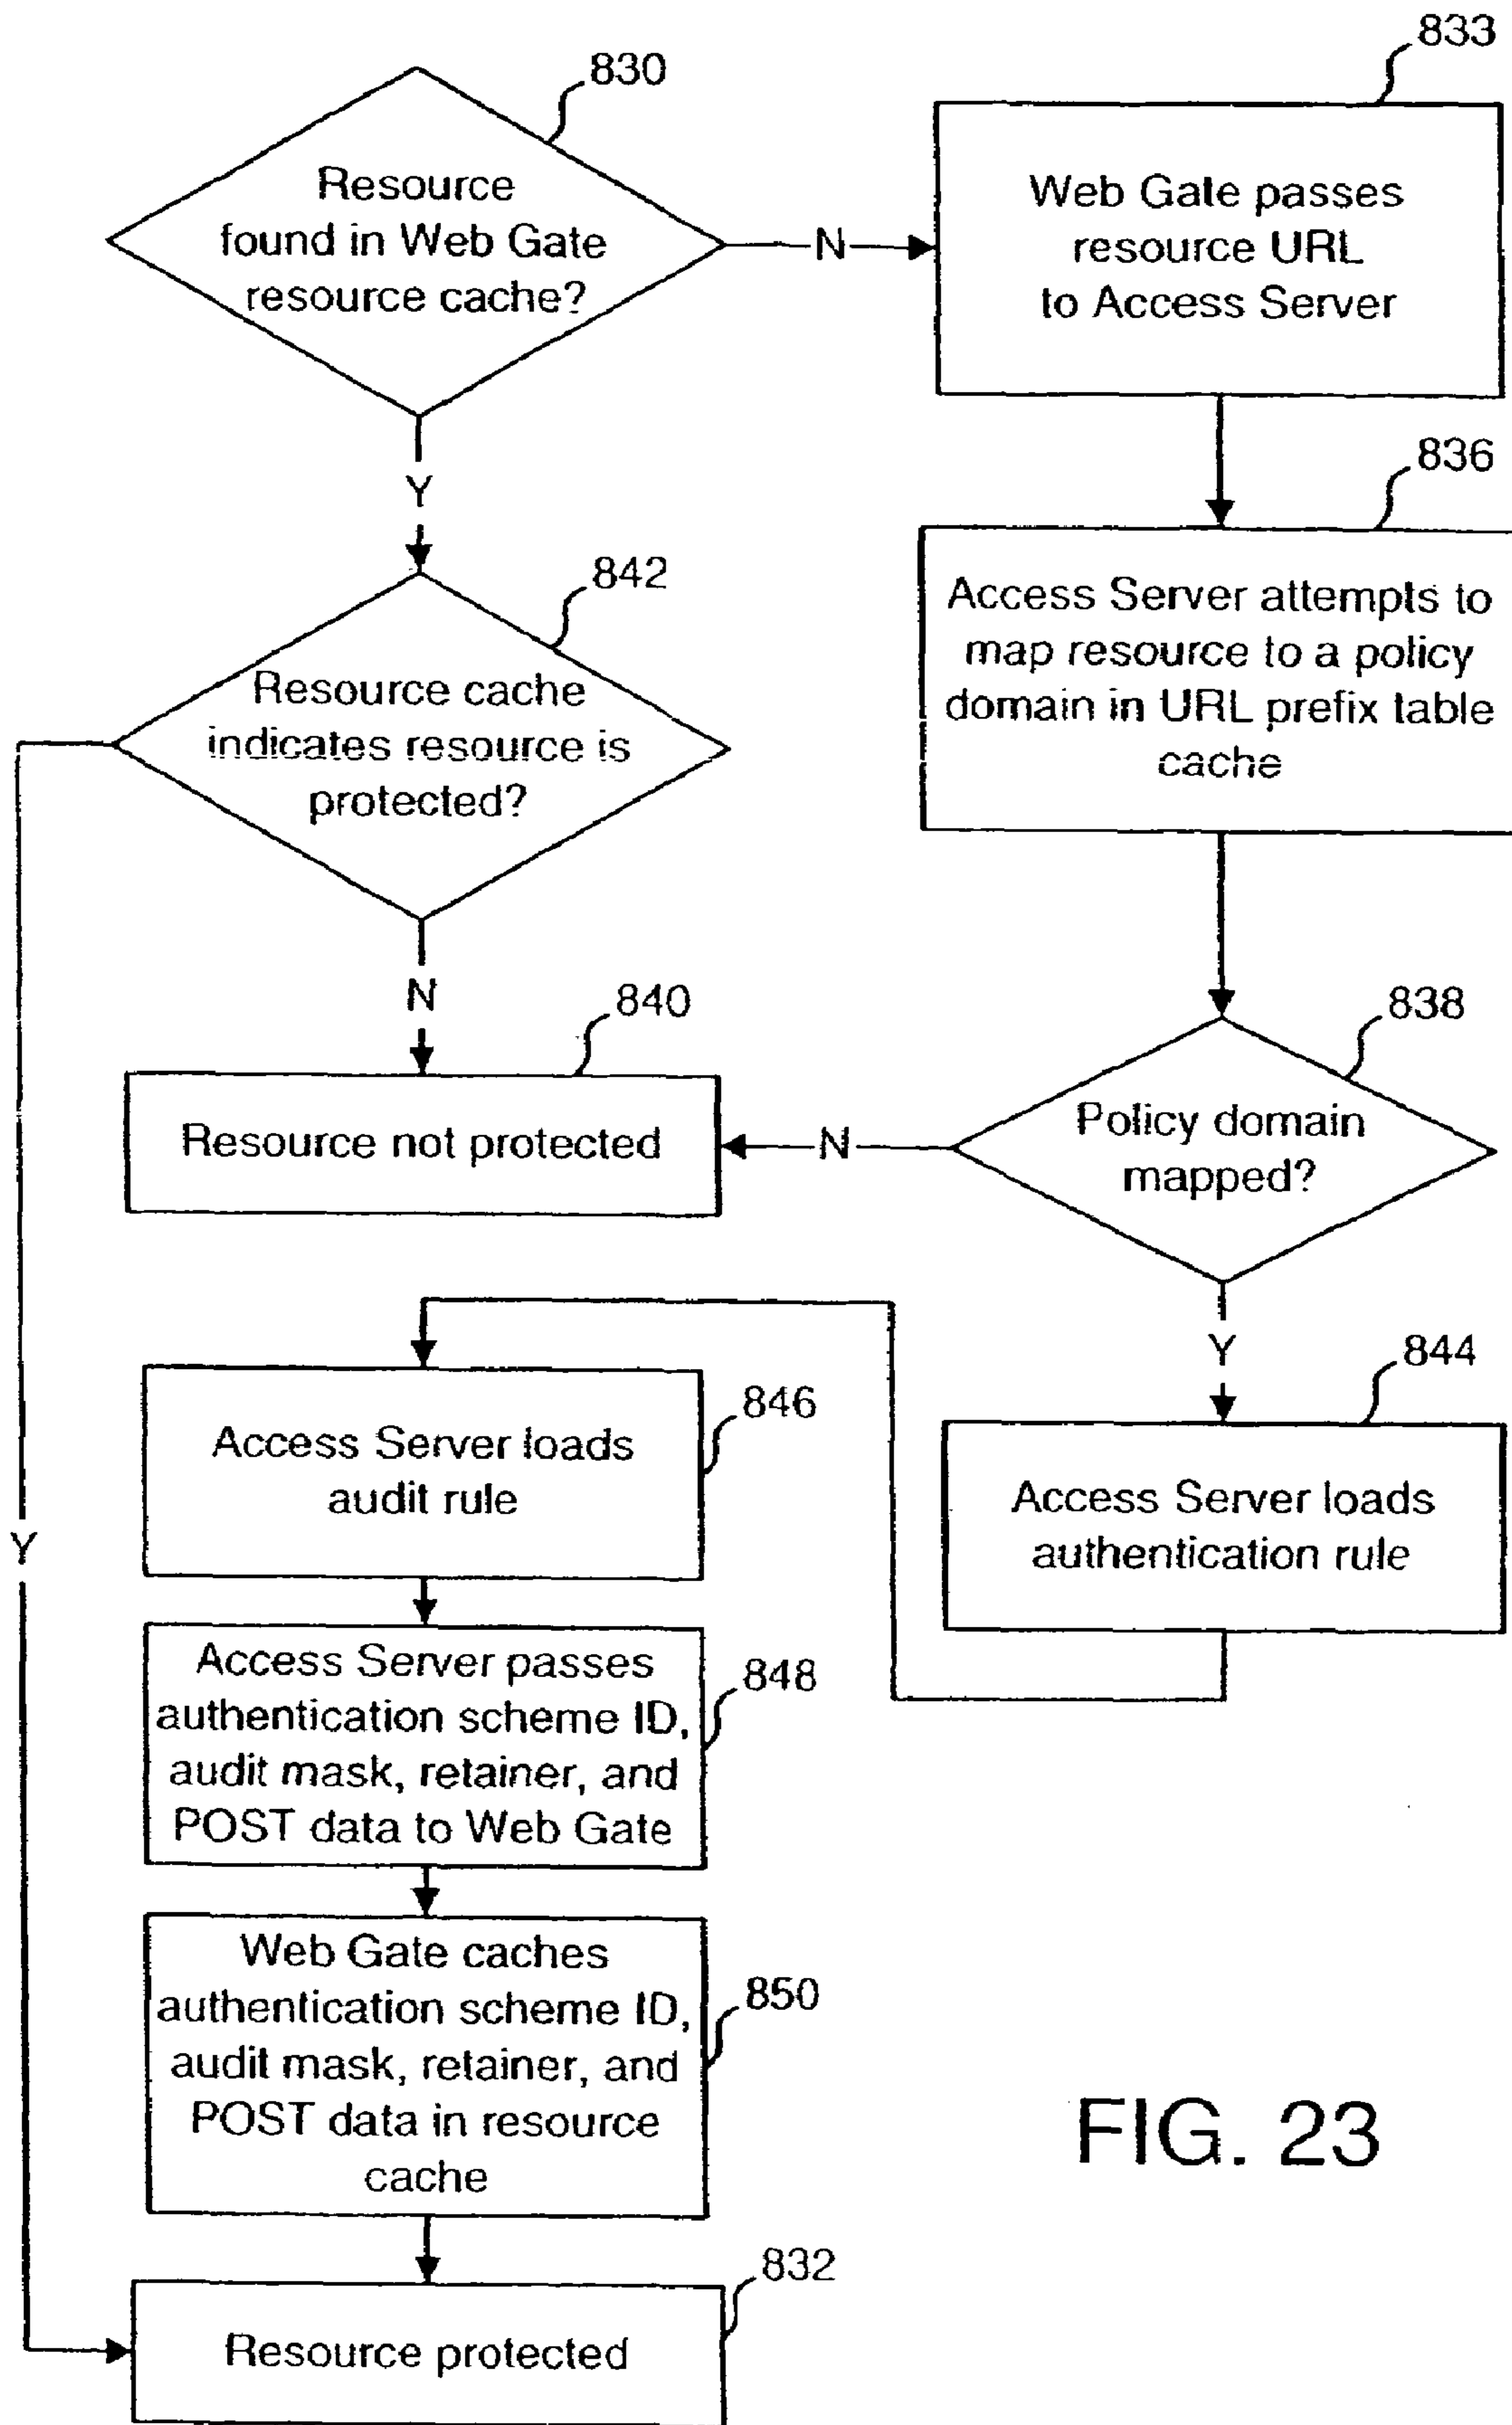 830
Resource
found in Web Gate
resource cache?
N
833
Web Gate passes
resource URL
to Access Server
Y
836
Access Server attempts to
map resource to a policy
domain in URL prefix table
cache
842
Resource cache
indicates resource is
protected?
N
840
Resource not protected
838
Policy domain
mapped?
N
Y
844
Access Server loads
authentication rule
846
Access Server loads
audit rule
Y
848
Access Server passes
authentication scheme ID,
audit mask, retainer, and
POST data to Web Gate
850
Web Gate caches
authentication scheme ID,
audit mask, retainer, and
POST data in resource
cache
832
Resource protected
FIG. 23